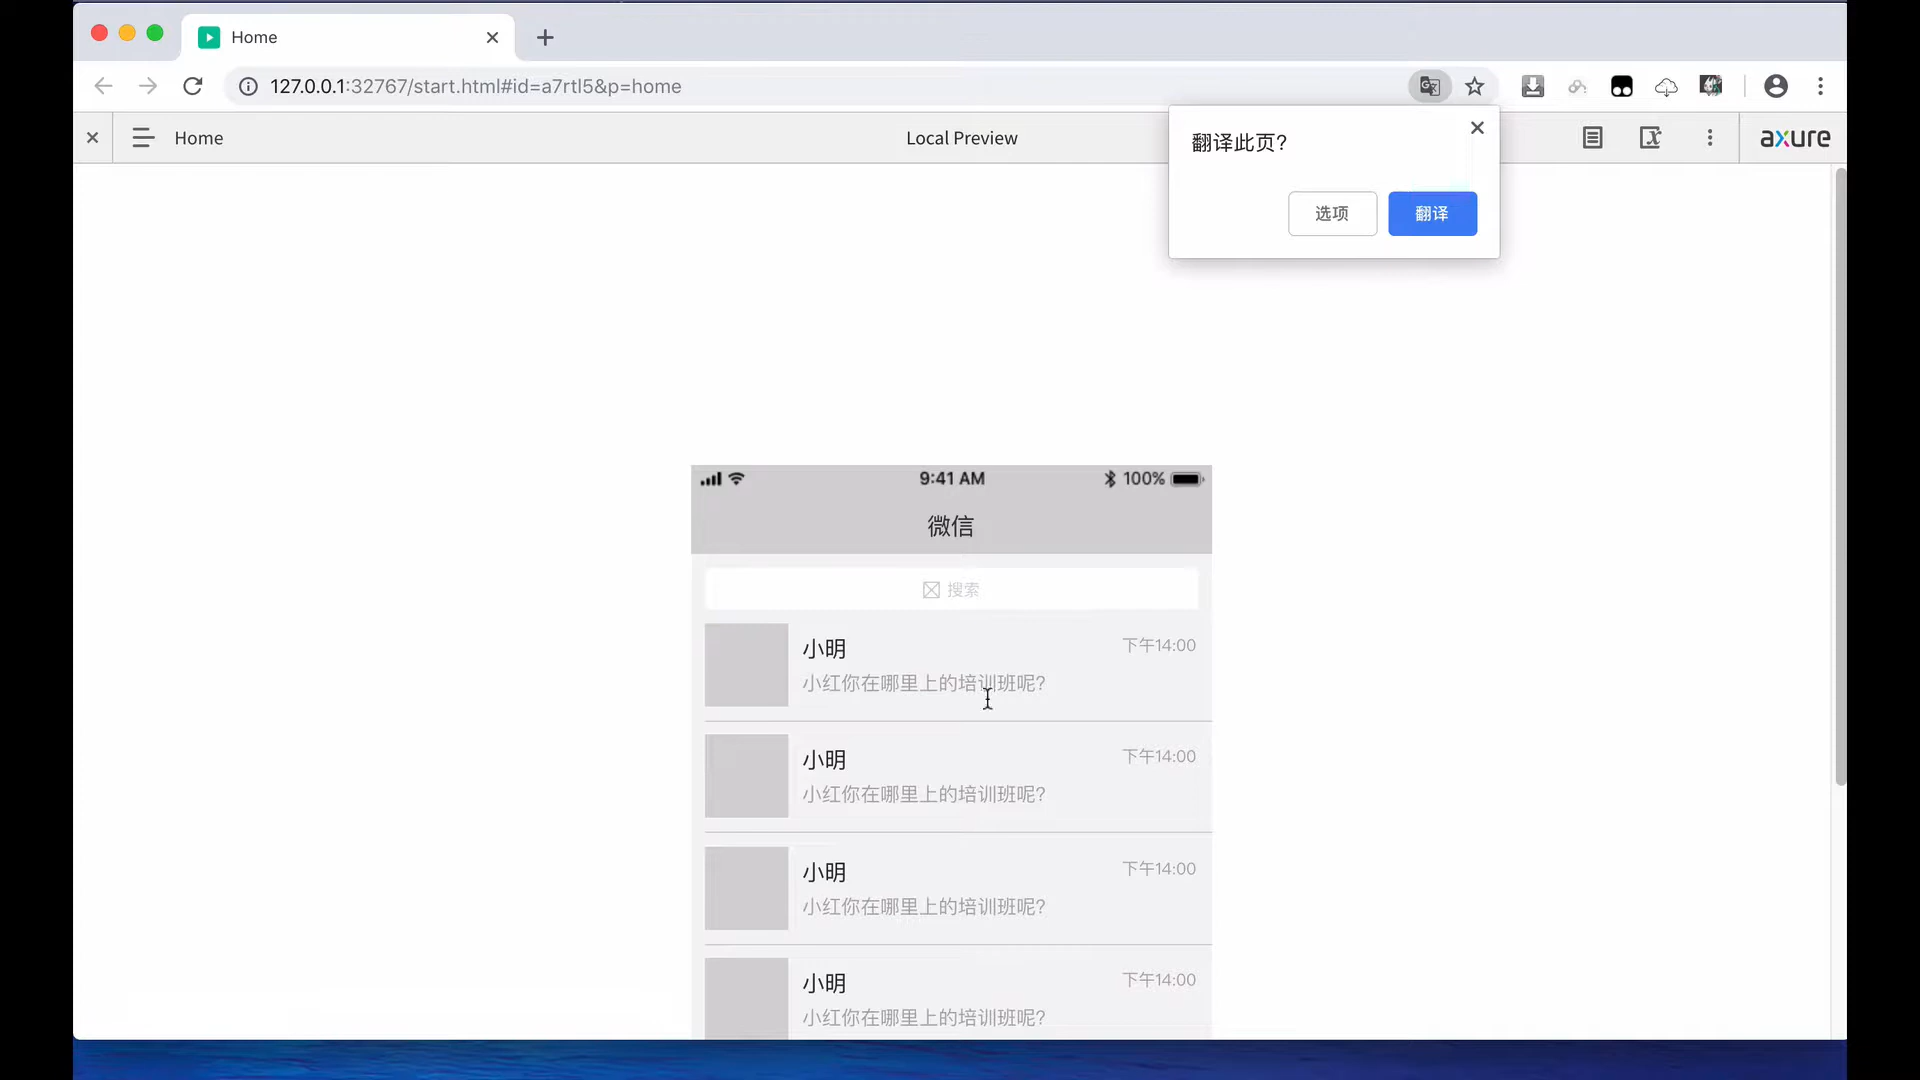 Home
127.0.0.1:32767/start.html#id=a7rtl5&p=home
Home
Local Preview
axure
翻译此页?
选项
翻译
9:41 AM
100%
微信
搜索
小明
下午14:00
小红你在哪里上的培训班呢?
小明
下午14:00
小红你在哪里上的培训班呢?
小明
下午14:00
小红你在哪里上的培训班呢?
小明
下午14:00
小红你在哪里上的培训班呢?